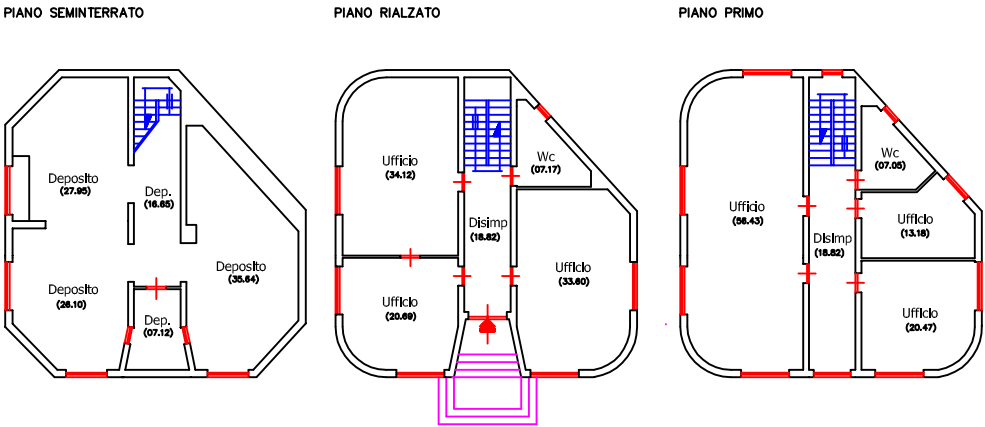 PIANO SEMINTERRATO
PIANO RIALZATO
PIANO PRIMO
Deposito
(27.95)
Dep.
(16.65)
Deposito
(35.64)
Deposito
(26.10)
Dep.
(07.12)
Ufficio
(34.12)
Wc
(07.17)
Disimp
(18.82)
Ufficio
(33.60)
Ufficio
(20.69)
Wc
(07.05)
Ufficio
(56.43)
Ufficio
(13.18)
Disimp
(18.82)
Ufficio
(20.47)